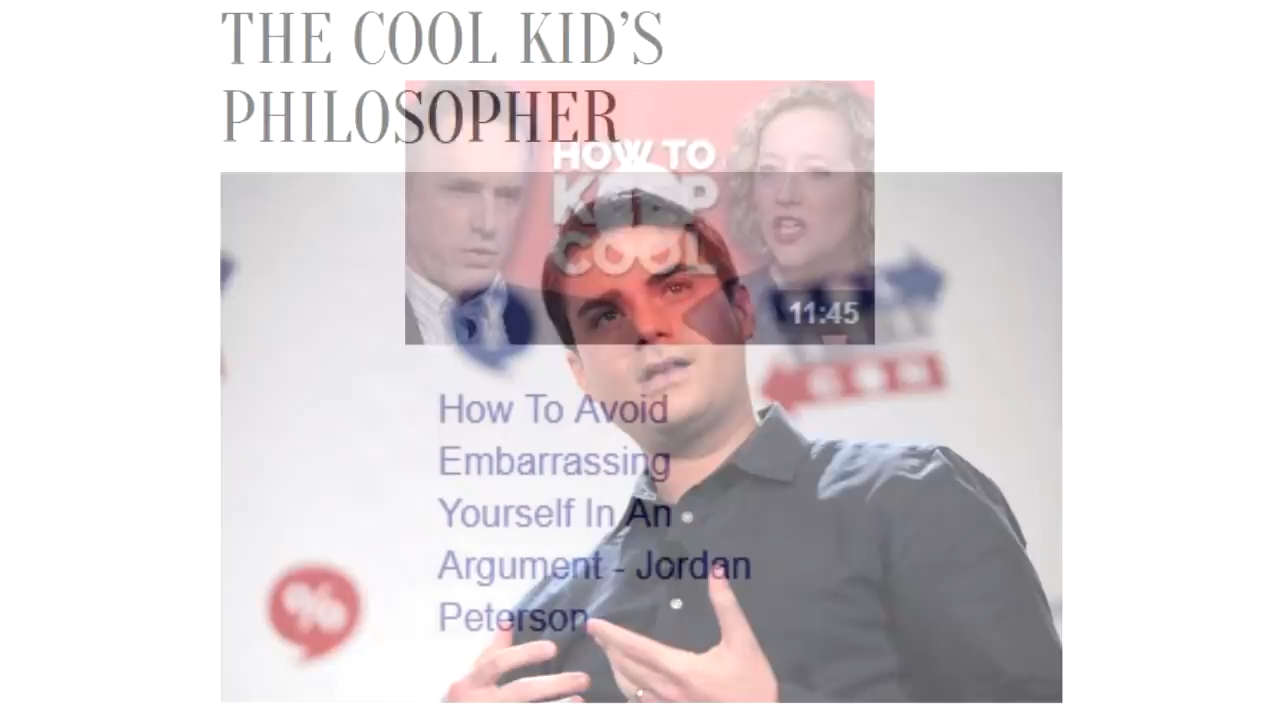 THE COOL KID'S
PHILOSOPHER
HOW TO
KEEP
COOL
11:45
How To Avoid
Embarrassing
Yourself In An
Argument - Jordan
Peterson
%